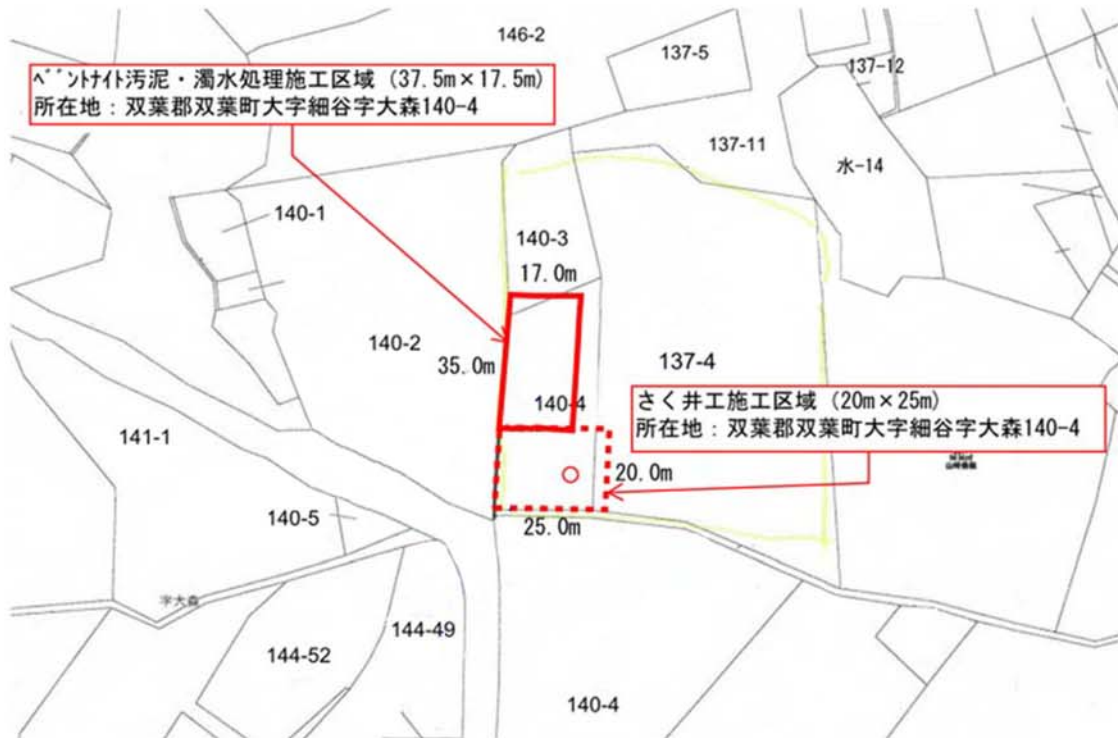 146-2
137-5
137-12
ﾍﾞﾝﾄﾅｲﾄ汚泥・濁水処理施工区域 (37.5m×17.5m)
所在地：双葉郡双葉町大字細谷字大森140-4
137-11
水-14
140-1
140-3
17.0m
140-2
35.0m
137-4
140-4
さく井工施工区域 (20m×25m)
所在地：双葉郡双葉町大字細谷字大森140-4
141-1
20.0m
140-5
25.0m
字大森
144-49
144-52
140-4